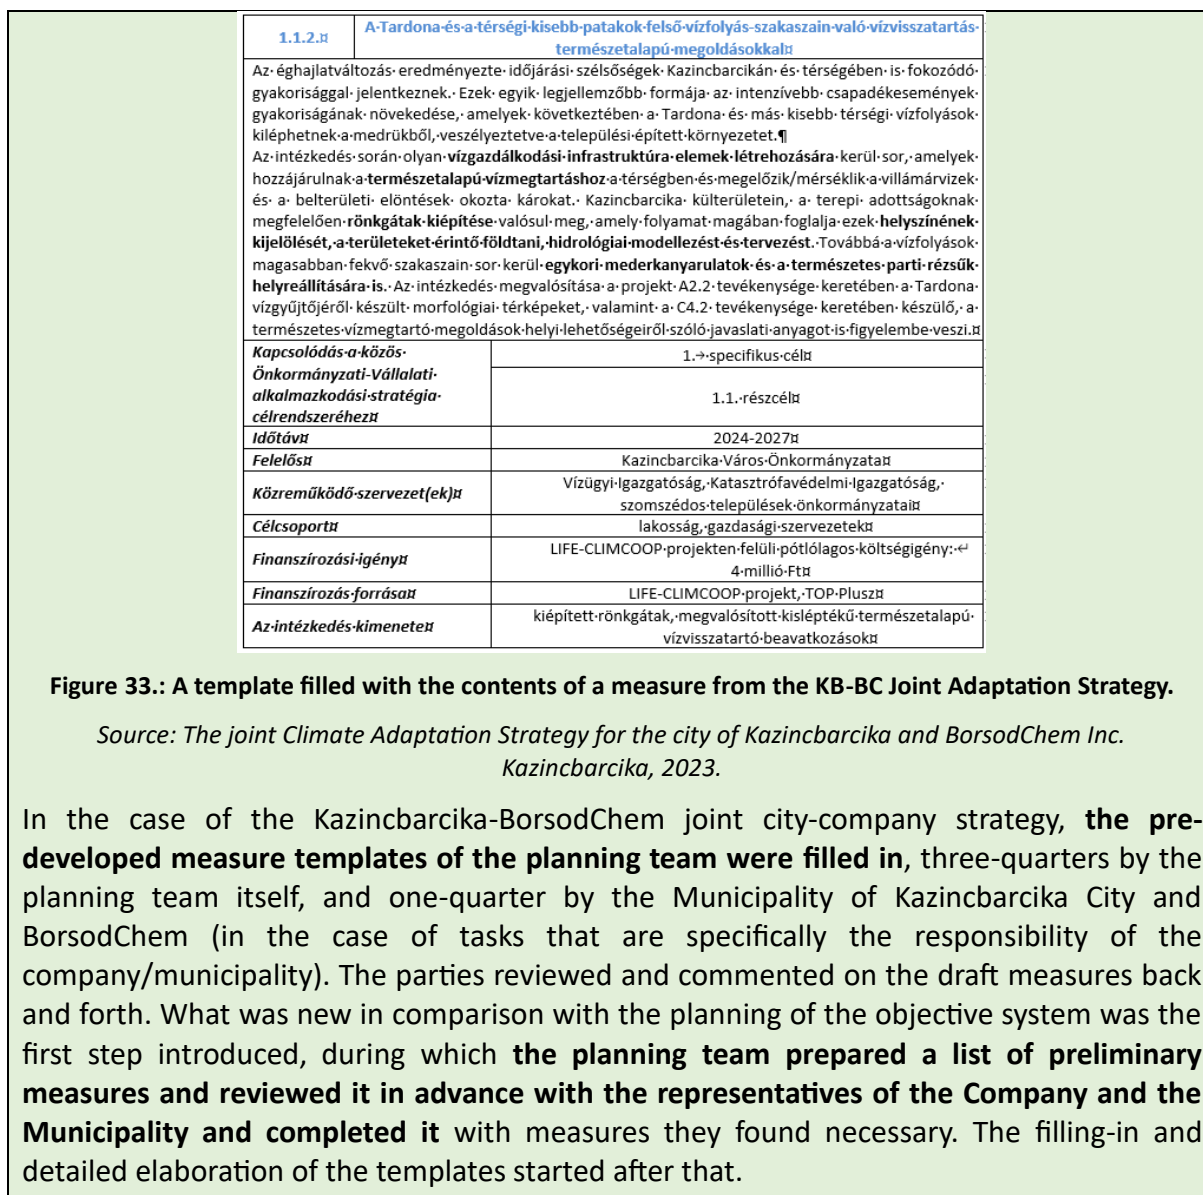 1.1.2.¤
A·Tardona·és·a·térségi·kisebb·patakok·felső·vízfolyás-szakaszain·való·vízvisszatartás·
természetalapú·megoldásokkal¤
Az·éghajlatváltozás·eredményezte·időjárási·szélsőségek·Kazincbarcikán·és·térségében·is·fokozódó·
gyakorisággal·jelentkeznek.·Ezek·egyik·legjellemzőbb·formája·az·intenzívebb·csapadékesemények·
gyakoriságának·növekedése,·amelyek·következtében·a·Tardona·és·más·kisebb·térségi·vízfolyások·
kiléphetnek·a·medrükből,·veszélyeztetve·a·települési·épített·környezetet.¶
Az·intézkedés·során·olyan·vízgazdálkodási·infrastruktúra·elemek·létrehozására·kerül·sor,·amelyek·
hozzájárulnak·a·természetalapú·vízmegtartáshoz·a·térségben·és·megelőzik/mérséklik·a·villámárvizek·
és·a·belterületi·elöntések·okozta·károkat.·Kazincbarcika·külterületein,·a·terepi·adottságoknak·
megfelelően·rönkgátak·kiépítése·valósul·meg,·amely·folyamat·magában·foglalja·ezek·helyszínének·
kijelölését,·a·területeket·érintő·földtani,·hidrológiai·modellezést·és·tervezést.·Továbbá·a·vízfolyások·
magasabban·fekvő·szakaszain·sor·kerül·egykori·mederkanyarulatok·és·a·természetes·parti·rézsűk·
helyreállítására·is.·Az·intézkedés·megvalósítása·a·projekt·A2.2·tevékenysége·keretében·a·Tardona·
vízgyűjtőjéről·készült·morfológiai·térképeket,·valamint·a·C4.2·tevékenysége·keretében·készülő,·a·
természetes·vízmegtartó·megoldások·helyi·lehetőségeiről·szóló·javaslati·anyagot·is·figyelembe·veszi.¤
Kapcsolódás·a·közös·
Önkormányzati-Vállalati·
alkalmazkodási·stratégia·
célrendszeréhez¤
1.→·specifikus·cél¤
1.1.·részcél¤
Időtáv¤
2024-2027¤
Felelős¤
Kazincbarcika·Város·Önkormányzata¤
Közreműködő·szervezet(ek)¤
Vízügyi·Igazgatóság,·Katasztrófavédelmi·Igazgatóság,·
szomszédos·települések·önkormányzatai¤
Célcsoport¤
lakosság,·gazdasági·szervezetek¤
Finanszírozási·igény¤
LIFE-CLIMCOOP·projekten·felüli·pótlólagos·költségigény:·↵
4·millió·Ft¤
Finanszírozás·forrása¤
LIFE-CLIMCOOP·projekt,·TOP·Plusz¤
Az·intézkedés·kimenete¤
kiépített·rönkgátak,·megvalósított·kisléptékű·természetalapú·
vízvisszatartó·beavatkozások¤
Figure 33.: A template filled with the contents of a measure from the KB-BC Joint Adaptation Strategy.
Source: The joint Climate Adaptation Strategy for the city of Kazincbarcika and BorsodChem Inc.
Kazincbarcika, 2023.
In the case of the Kazincbarcika-BorsodChem joint city-company strategy, the pre-
developed measure templates of the planning team were filled in, three-quarters by the
planning team itself, and one-quarter by the Municipality of Kazincbarcika City and
BorsodChem (in the case of tasks that are specifically the responsibility of the
company/municipality). The parties reviewed and commented on the draft measures back
and forth. What was new in comparison with the planning of the objective system was the
first step introduced, during which the planning team prepared a list of preliminary
measures and reviewed it in advance with the representatives of the Company and the
Municipality and completed it with measures they found necessary. The filling-in and
detailed elaboration of the templates started after that.